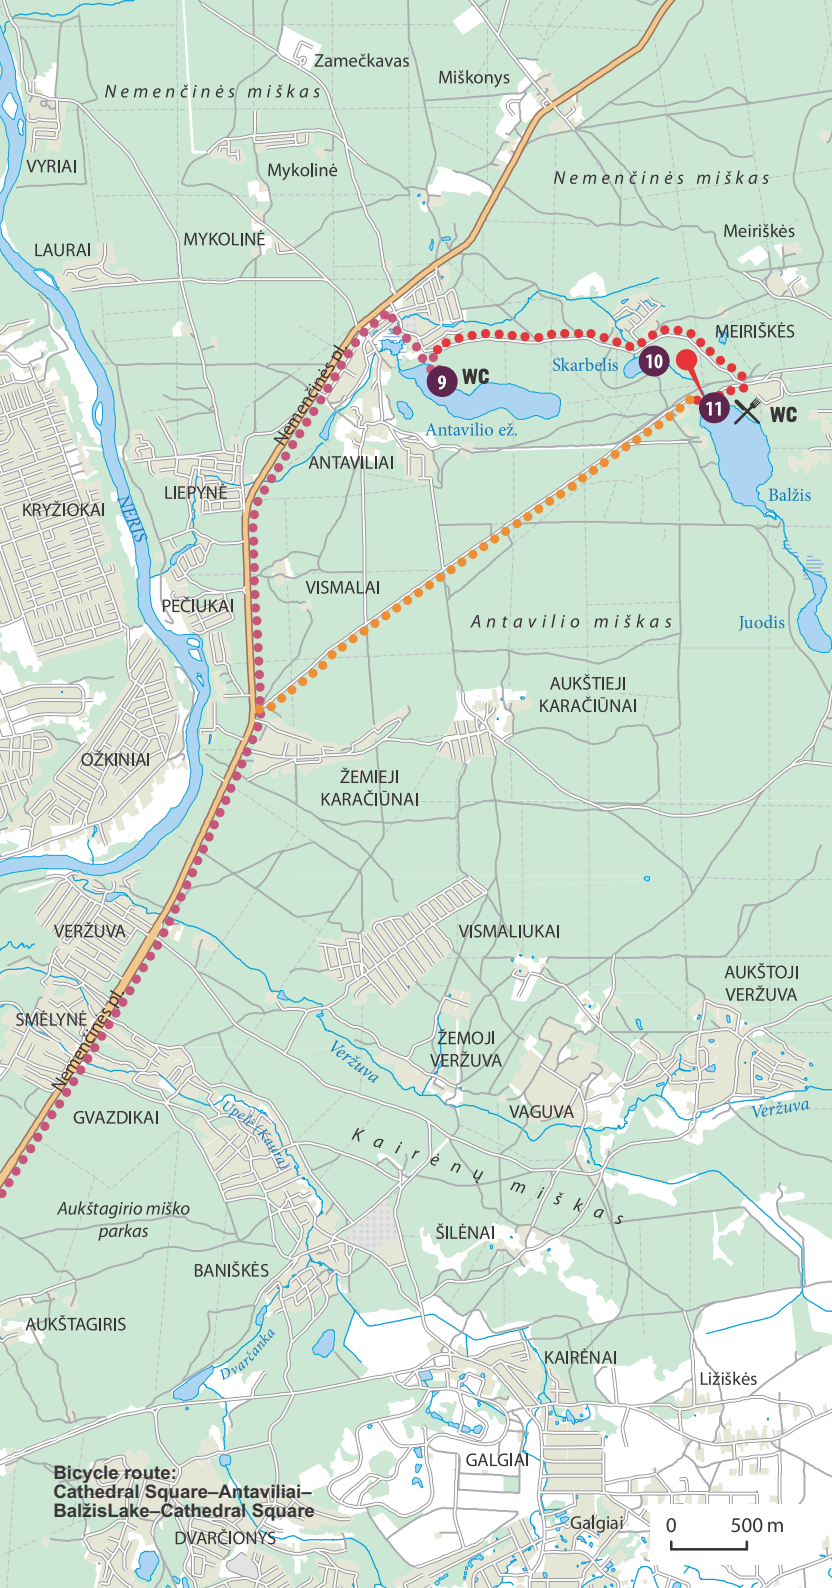 Zamečkavas
Miškonys
Nemenčinės miškas
VYRIAI
Mykolinė
Nemenčinės miškas
MYKOLINĖ
Meiriškės
LAURAI
MEIRIŠKĖS
Nemenčinės pl.
Skarbelis
10
9 WC
11 WC
Antavilio ež.
ANTAVILIAI
LIEPYNĖ
Balžis
KRYŽIOKAI
NERIS
VISMALAI
PEČIUKAI
Antavilio miškas
Juodis
AUKŠTIEJI
KARAČIŪNAI
OŽKINIAI
ŽEMIEJI
KARAČIŪNAI
VERŽUVA
VISMALIUKAI
AUKŠTOJI
VERŽUVA
SMĖLYNĖ
Nemenčinės pl.
ŽEMOJI
VERŽUVA
Veržuva
GVAZDIKAI
VAGUVA
Veržuva
Upelė (Kaura)
Kairėnų miškas
Aukštagirio miško
parkas
ŠILĖNAI
BANIŠKĖS
AUKŠTAGIRIS
Dvarčanka
KAIRĖNAI
Ližiškės
GALGIAI
Bicycle route:
Cathedral Square–Antaviliai–
BalžisLake–Cathedral Square
DVARČIONYS
Galgiai
0 500 m